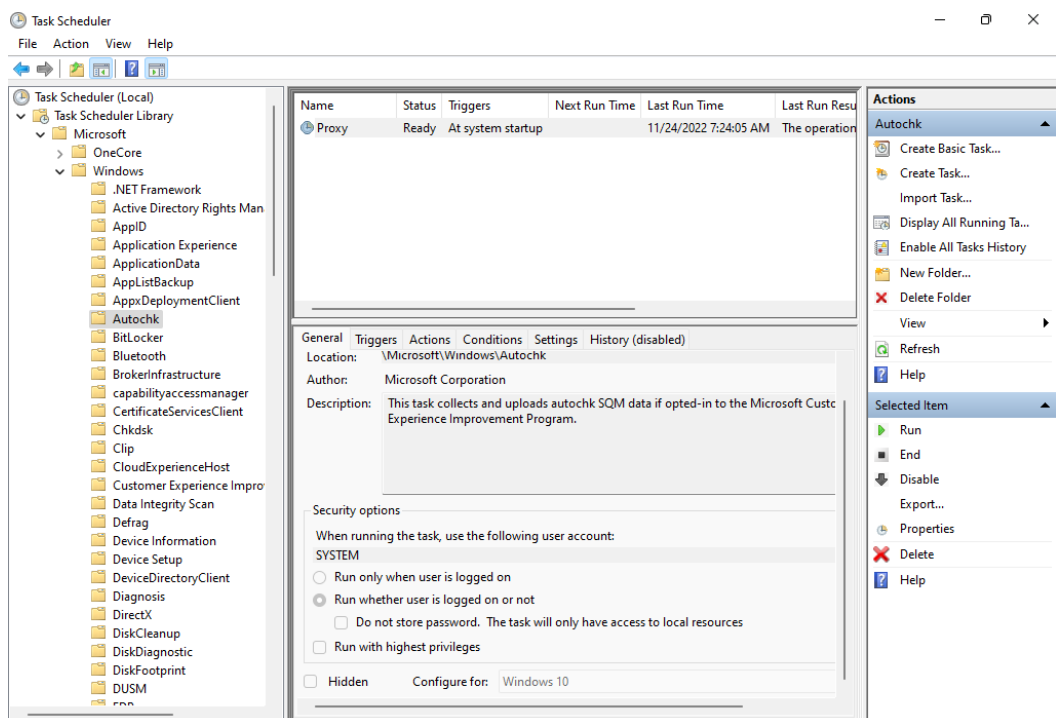 Task Scheduler
File Action View Help
Task Scheduler (Local)
Task Scheduler Library
Microsoft
OneCore
Windows
.NET Framework
Active Directory Rights Man
AppID
Application Experience
ApplicationData
AppListBackup
AppxDeploymentClient
Autochk
BitLocker
Bluetooth
BrokerInfrastructure
capabilityaccessmanager
CertificateServicesClient
Chkdsk
Clip
CloudExperienceHost
Customer Experience Impro
Data Integrity Scan
Defrag
Device Information
Device Setup
DeviceDirectoryClient
Diagnosis
DirectX
DiskCleanup
DiskDiagnostic
DiskFootprint
DUSM
Name Status Triggers Next Run Time Last Run Time Last Run Resu
Proxy Ready At system startup 11/24/2022 7:24:05 AM The operation
General Triggers Actions Conditions Settings History (disabled)
Location: \Microsoft\Windows\Autochk
Author: Microsoft Corporation
Description: This task collects and uploads autochk SQM data if opted-in to the Microsoft Custo
Experience Improvement Program.
Security options
When running the task, use the following user account:
SYSTEM
Run only when user is logged on
Run whether user is logged on or not
Do not store password. The task will only have access to local resources
Run with highest privileges
Hidden Configure for: Windows 10
Actions
Autochk
Create Basic Task...
Create Task...
Import Task...
Display All Running Ta...
Enable All Tasks History
New Folder...
Delete Folder
View
Refresh
Help
Selected Item
Run
End
Disable
Export...
Properties
Delete
Help